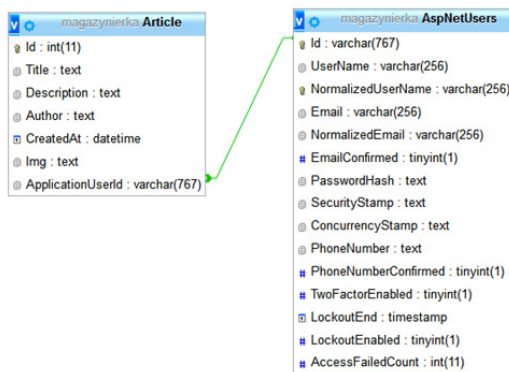 magazynierka Article
Id : int(11)
Title : text
Description : text
Author : text
CreatedAt : datetime
Img : text
ApplicationUserId : varchar(767)
magazynierka AspNetUsers
Id : varchar(767)
UserName : varchar(256)
NormalizedUserName : varchar(256)
Email : varchar(256)
NormalizedEmail : varchar(256)
EmailConfirmed : tinyint(1)
PasswordHash : text
SecurityStamp : text
ConcurrencyStamp : text
PhoneNumber : text
PhoneNumberConfirmed : tinyint(1)
TwoFactorEnabled : tinyint(1)
LockoutEnd : timestamp
LockoutEnabled : tinyint(1)
AccessFailedCount : int(11)